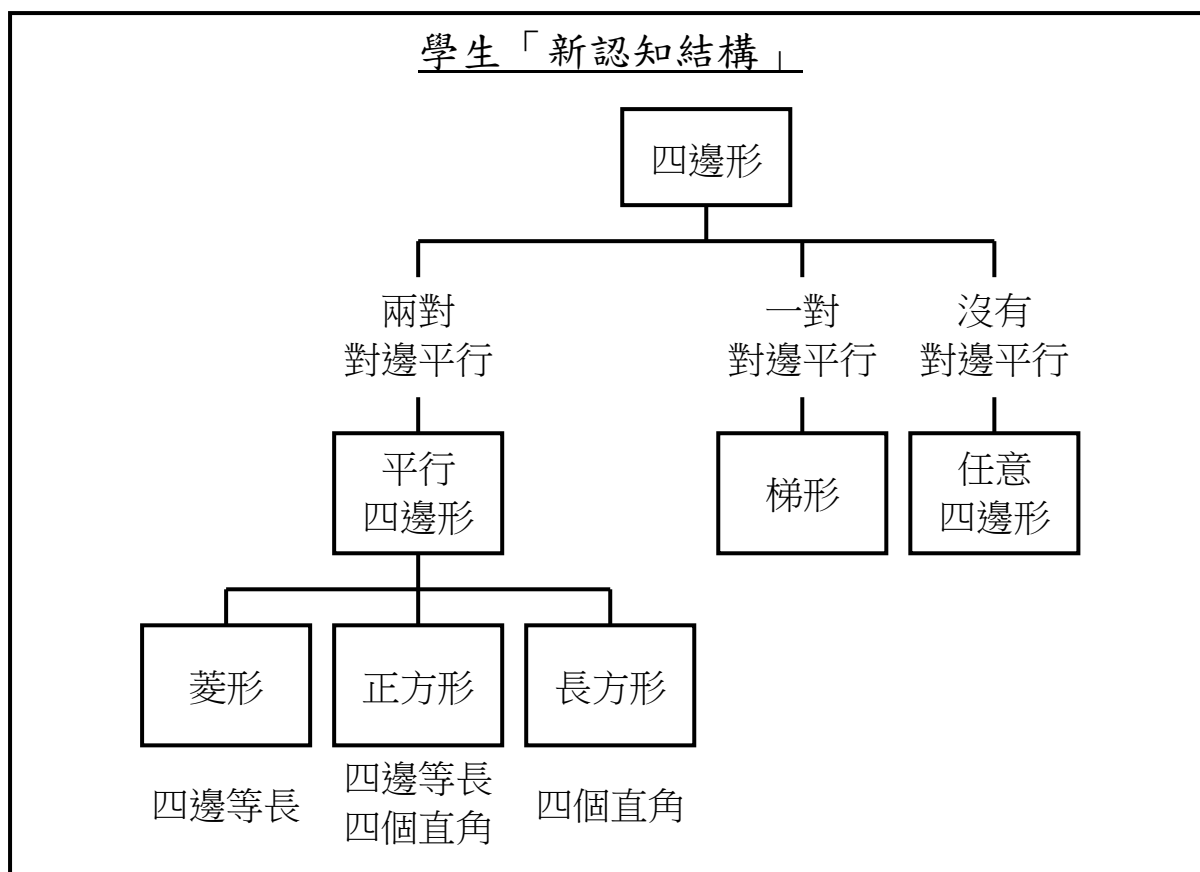 學生「新認知結構」
四邊形
兩對
對邊平行
一對
對邊平行
沒有
對邊平行
平行
四邊形
梯形
任意
四邊形
菱形
正方形
長方形
四邊等長
四邊等長
四個直角
四個直角